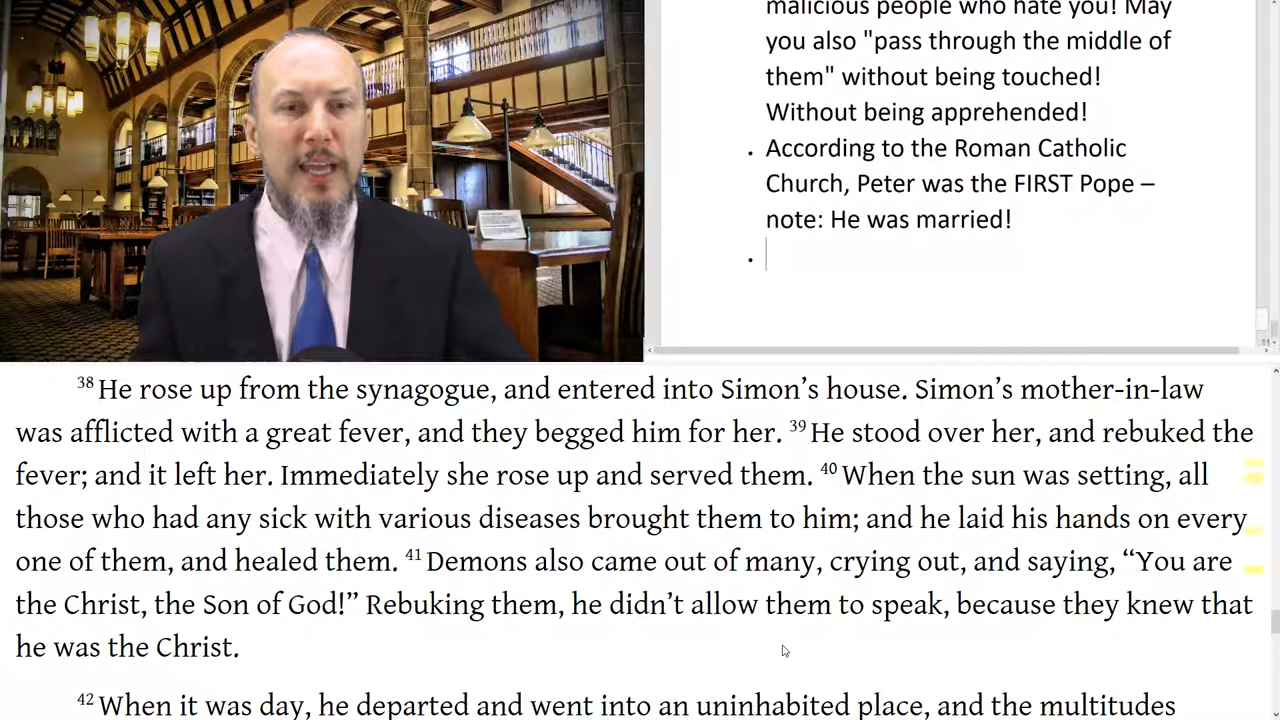 malicious people who hate you! May
you also "pass through the middle of
them" without being touched!
Without being apprehended!
• According to the Roman Catholic
Church, Peter was the FIRST Pope –
note: He was married!
•
38 He rose up from the synagogue, and entered into Simon’s house. Simon’s mother-in-law
was afflicted with a great fever, and they begged him for her. 39 He stood over her, and rebuked the
fever; and it left her. Immediately she rose up and served them. 40 When the sun was setting, all
those who had any sick with various diseases brought them to him; and he laid his hands on every
one of them, and healed them. 41 Demons also came out of many, crying out, and saying, “You are
the Christ, the Son of God!” Rebuking them, he didn’t allow them to speak, because they knew that
he was the Christ.
42 When it was day, he departed and went into an uninhabited place, and the multitudes